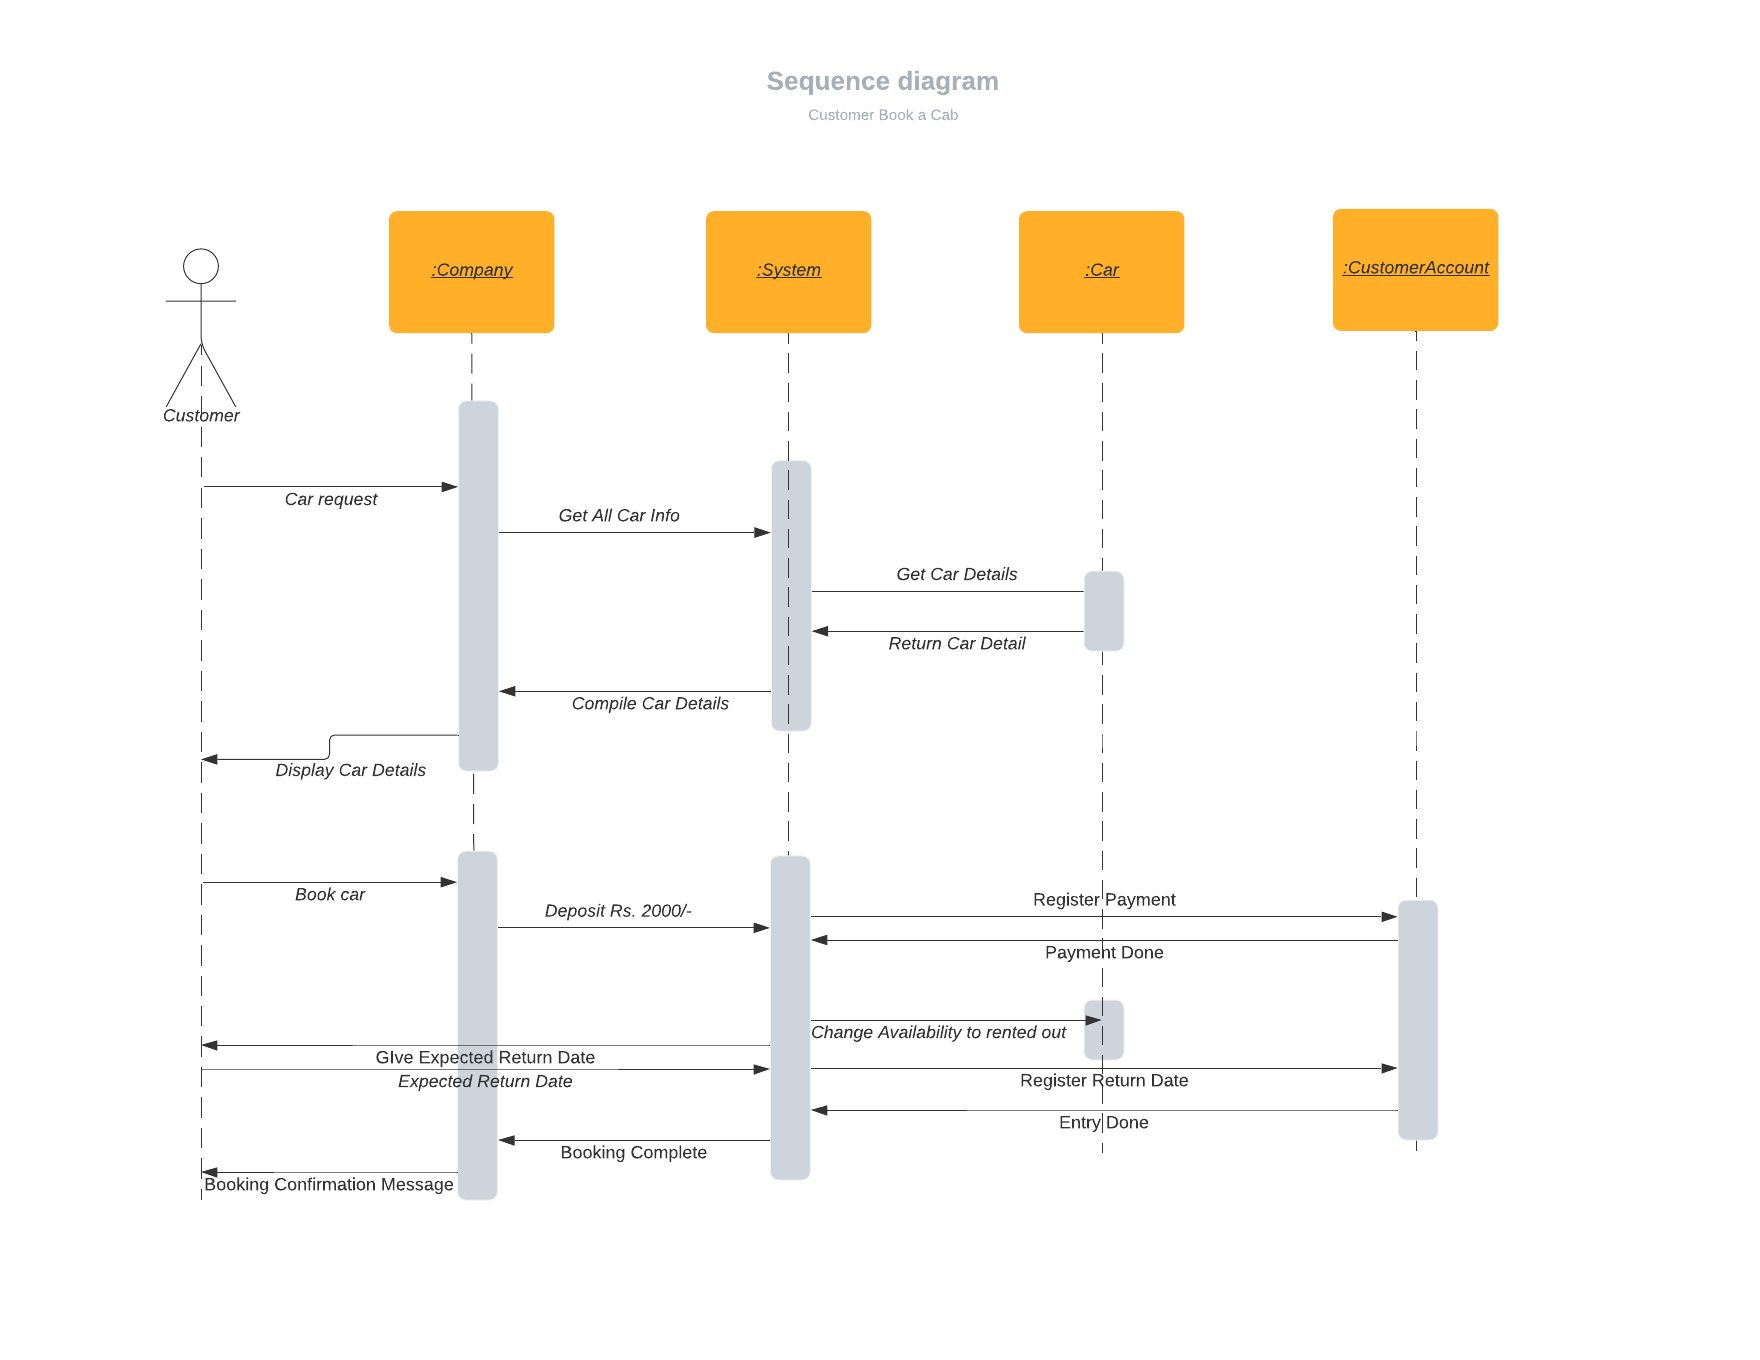 Sequence diagram
Customer Book a Cab
:Company
:System
:Car
:CustomerAccount
Customer
Car request
Get All Car Info
Get Car Details
Return Car Detail
Compile Car Details
Display Car Details
Book car
Deposit Rs. 2000/-
Register Payment
Payment Done
Change Availability to rented out
GIve Expected Return Date
Expected Return Date
Register Return Date
Entry Done
Booking Complete
Booking Confirmation Message